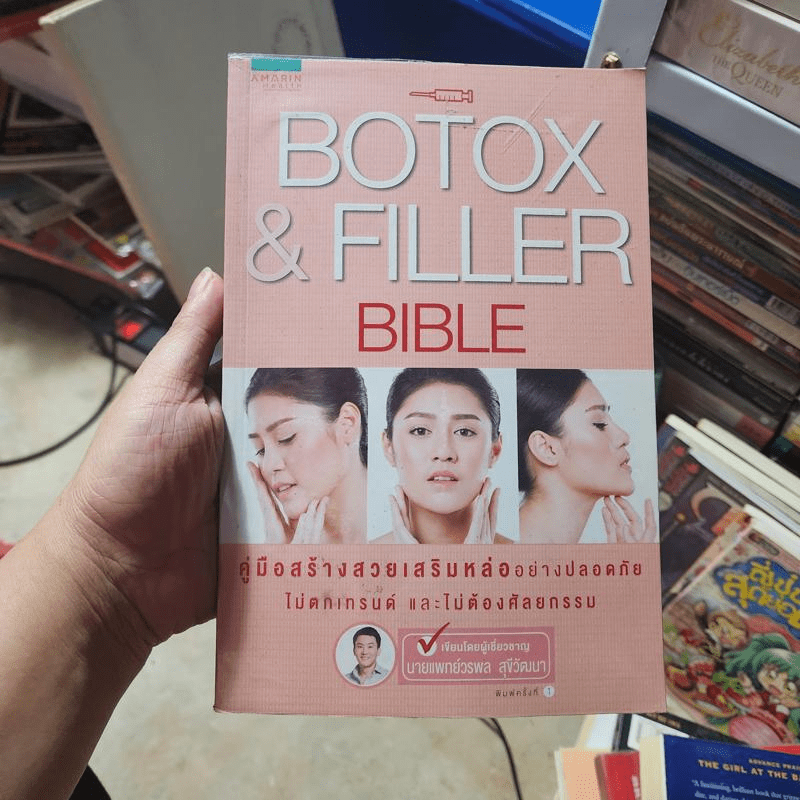 AMARIN
Health
BOTOX
& FILLER
BIBLE
คู่มือสร้างสวยเสริมหล่ออย่างปลอดภัย
ไม่ตกเทรนด์ และไม่ต้องศัลยกรรม
เขียนโดยผู้เชี่ยวชาญ
นายแพทย์วรพล สุขีวัฒนา
พิมพ์ครั้งที่ 1
Elizabeth
THE QUEEN
THE GIRL AT THE B